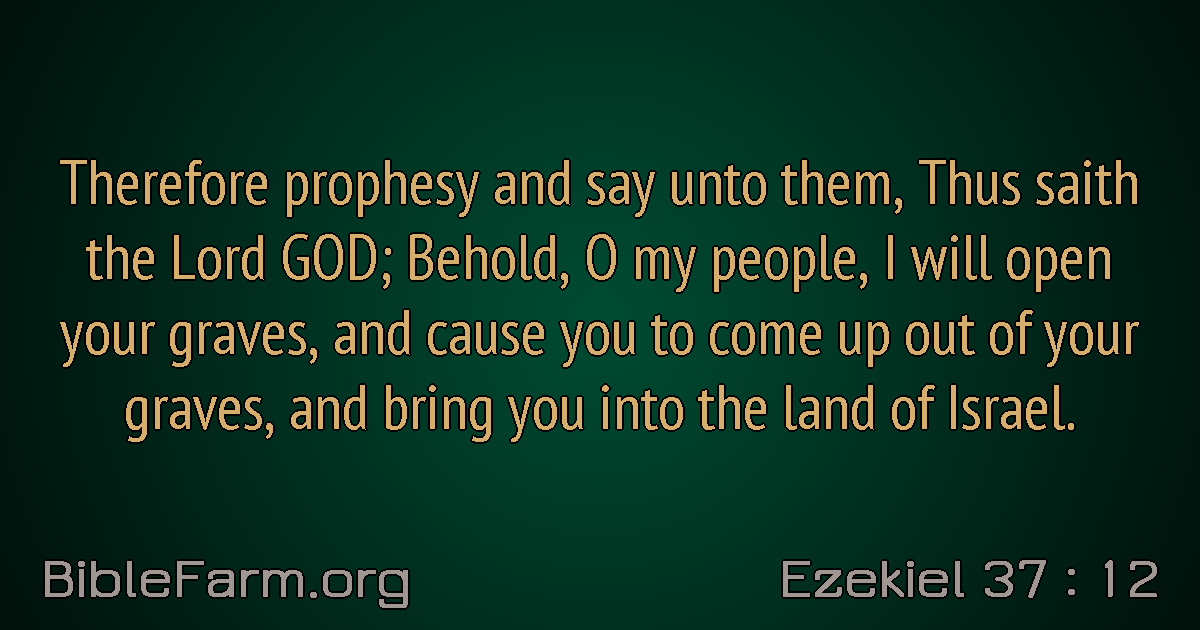 Therefore prophesy and say unto them, Thus saith
the Lord GOD; Behold, O my people, I will open
your graves, and cause you to come up out of your
graves, and bring you into the land of Israel.
BibleFarm.org
Ezekiel 37 : 12